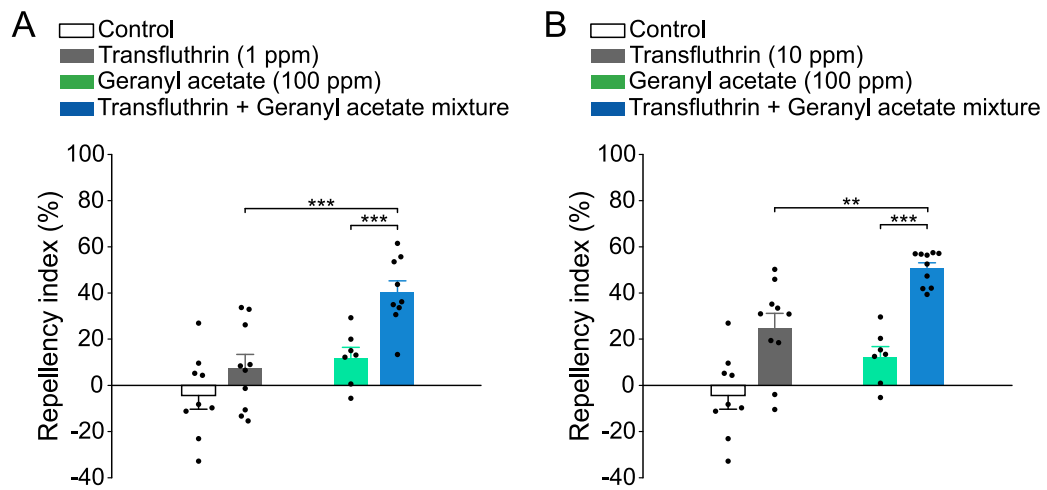 A
Control
Transfluthrin (1 ppm)
Geranyl acetate (100 ppm)
Transfluthrin + Geranyl acetate mixture
Repellency index (%)
100
80
60
40
20
0
-20
-40
***
***
B
Control
Transfluthrin (10 ppm)
Geranyl acetate (100 ppm)
Transfluthrin + Geranyl acetate mixture
Repellency index (%)
100
80
60
40
20
0
-20
-40
**
***